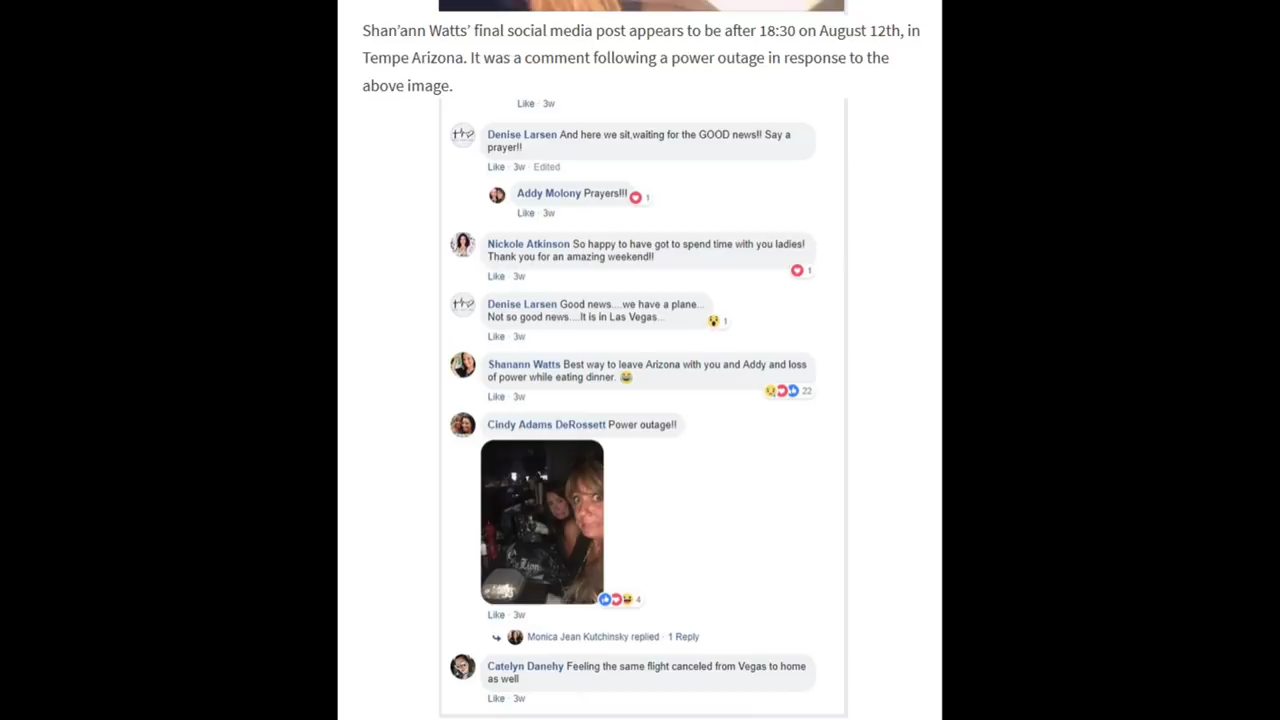 Shan’ann Watts’ final social media post appears to be after 18:30 on August 12th, in
Tempe Arizona. It was a comment following a power outage in response to the
above image.
Like · 3w
Denise Larsen And here we sit,waiting for the GOOD news!! Say a
prayer!!
Like · 3w · Edited
Addy Molony Prayers!!! 1
Like · 3w
Nickole Atkinson So happy to have got to spend time with you ladies!
Thank you for an amazing weekend!!
1
Like · 3w
Denise Larsen Good news....we have a plane...
Not so good news....It is in Las Vegas...
1
Like · 3w
Shanann Watts Best way to leave Arizona with you and Addy and loss
of power while eating dinner. 😂
22
Like · 3w
Cindy Adams DeRossett Power outage!!
Zion
4
Like · 3w
Monica Jean Kutchinsky replied · 1 Reply
Catelyn Danehy Feeling the same flight canceled from Vegas to home
as well
Like · 3w